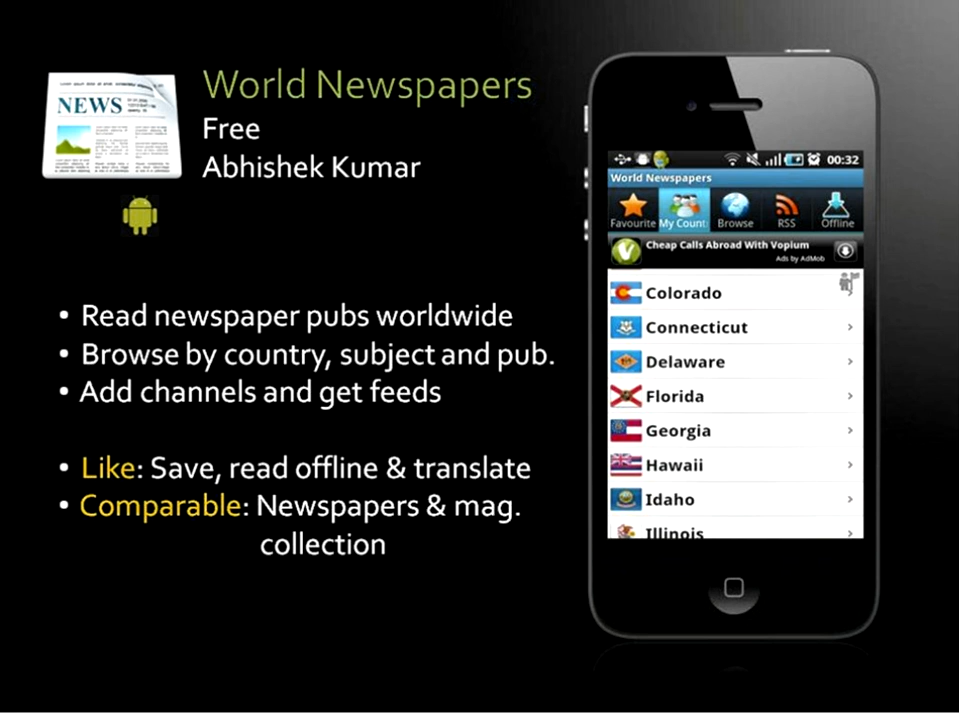 World Newspapers
Free
Abhishek Kumar
NEWS
• Read newspaper pubs worldwide
• Browse by country, subject and pub.
• Add channels and get feeds
• Like: Save, read offline & translate
• Comparable: Newspapers & mag.
collection
00:32
World Newspapers
Favourite My Count Browse RSS Offline
Cheap Calls Abroad With Vopium
Ads by AdMob
Colorado
Connecticut
Delaware
Florida
Georgia
Hawaii
Idaho
Illinois